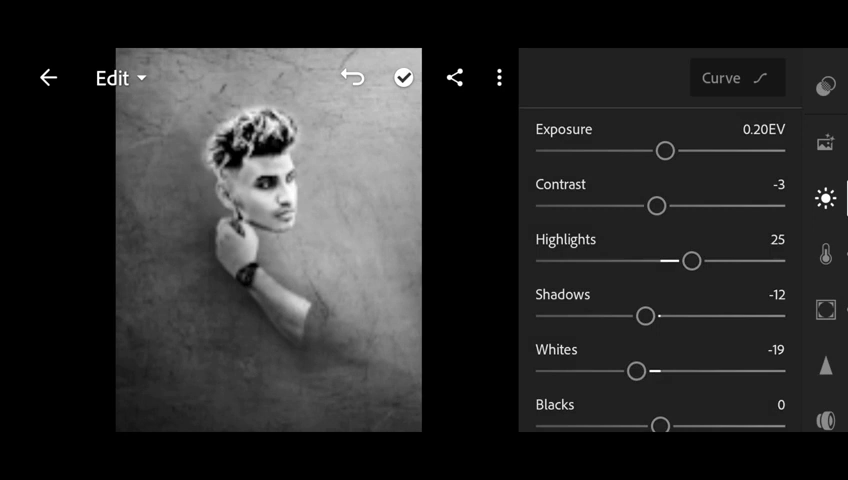 Edit
Curve
Exposure 0.20EV
Contrast -3
Highlights 25
Shadows -12
Whites -19
Blacks 0